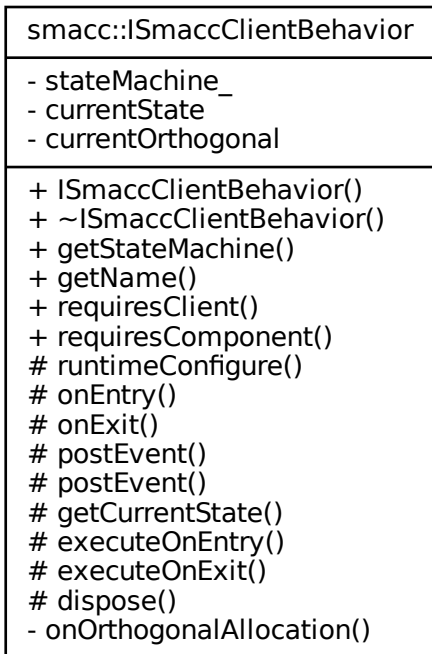 smacc::ISmaccClientBehavior
- stateMachine_
- currentState
- currentOrthogonal
+ ISmaccClientBehavior()
+ ~ISmaccClientBehavior()
+ getStateMachine()
+ getName()
+ requiresClient()
+ requiresComponent()
# runtimeConfigure()
# onEntry()
# onExit()
# postEvent()
# postEvent()
# getCurrentState()
# executeOnEntry()
# executeOnExit()
# dispose()
- onOrthogonalAllocation()